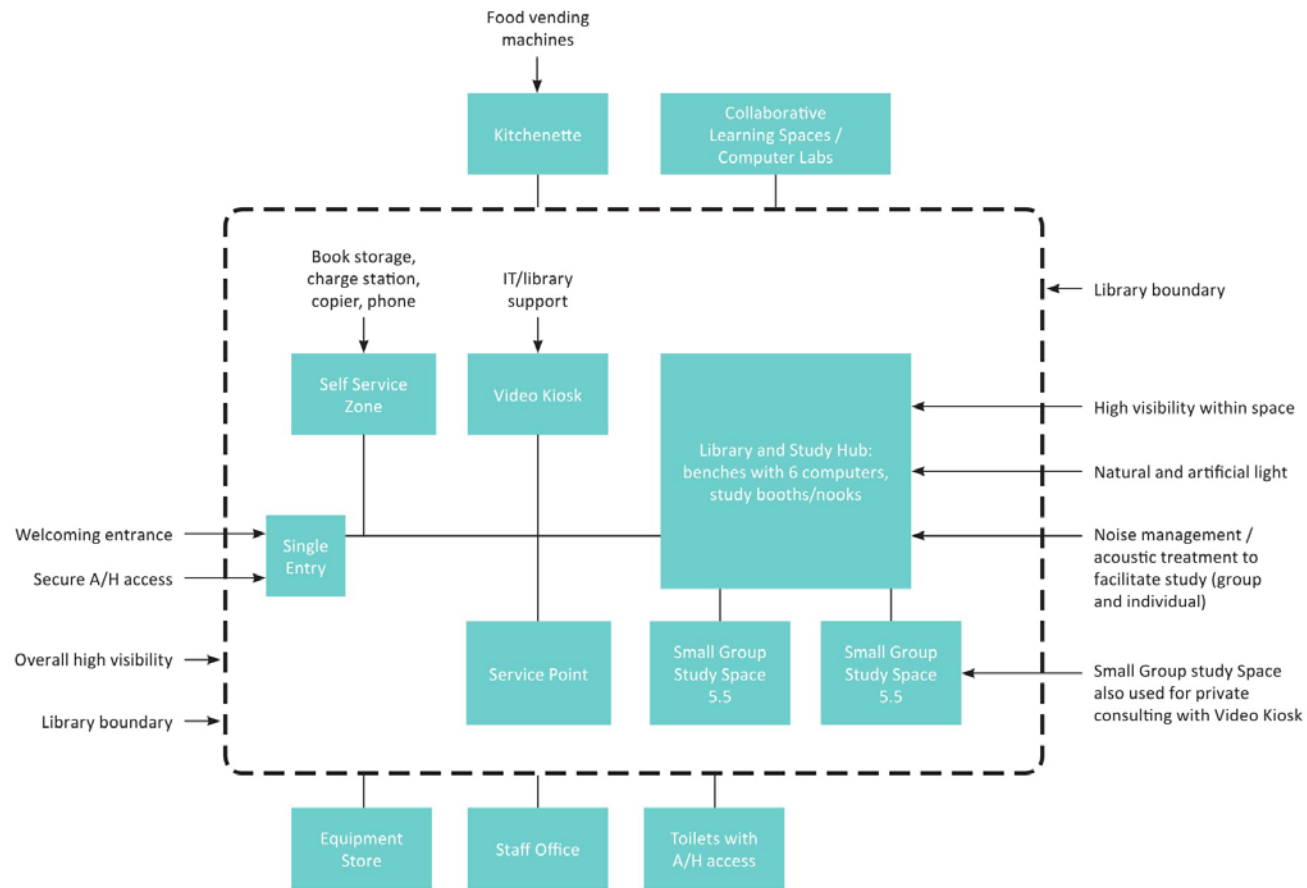 Food vending
machines
Kitchenette
Collaborative
Learning Spaces /
Computer Labs
Book storage,
charge station,
copier, phone
IT/library
support
Library boundary
Self Service
Zone
Video Kiosk
Library and Study Hub:
benches with 6 computers,
study booths/nooks
High visibility within space
Natural and artificial light
Noise management /
acoustic treatment to
facilitate study (group
and individual)
Welcoming entrance
Secure A/H access
Single
Entry
Overall high visibility
Library boundary
Service Point
Small Group
Study Space
5.5
Small Group
Study Space
5.5
Small Group study Space
also used for private
consulting with Video Kiosk
Equipment
Store
Staff Office
Toilets with
A/H access